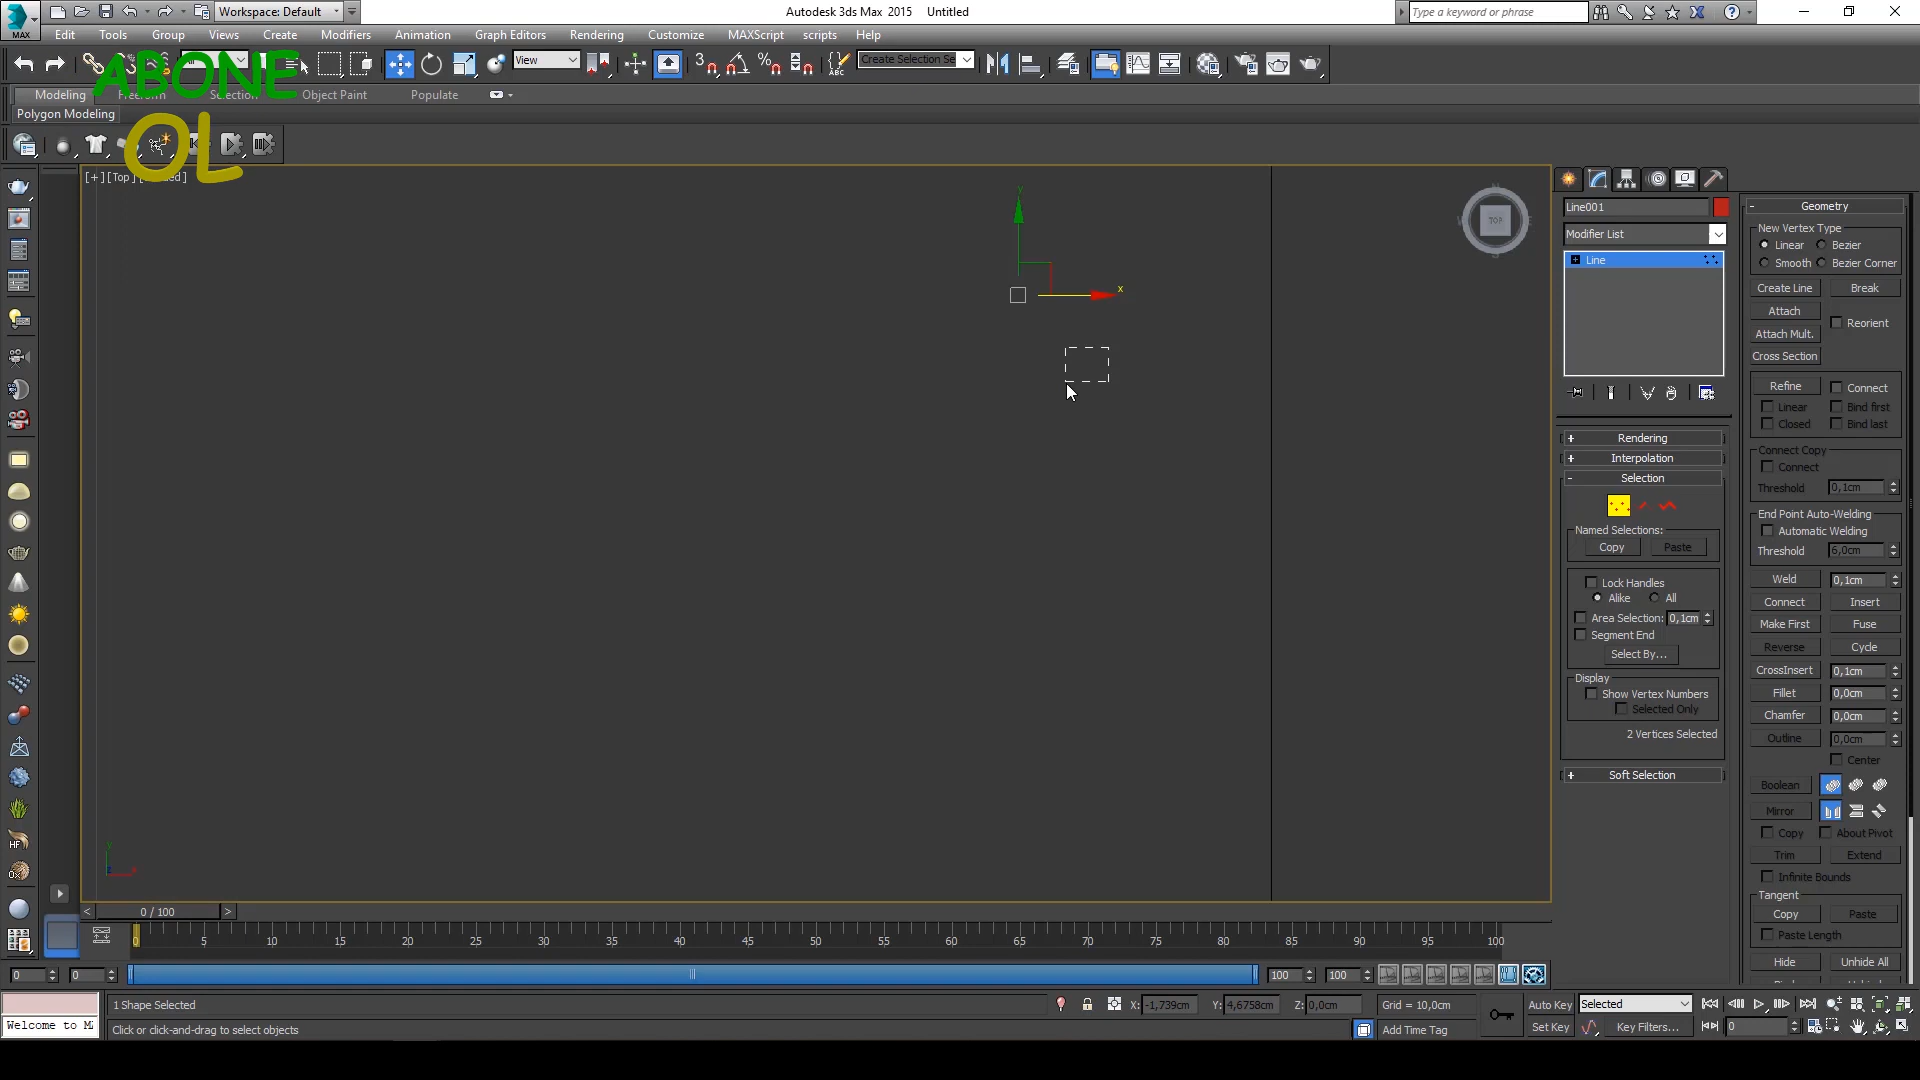 Workspace: Default
Autodesk 3ds Max 2015 Untitled
Type a keyword or phrase
MAX
Edit Tools Group Views Create Modifiers Animation Graph Editors Rendering Customize MAXScript scripts Help
View
Create Selection Se
ABONE
OL
Modeling Freeform Selection Object Paint Populate
Polygon Modeling
[+][Top]
y
x
TOP
Line001
Modifier List
Line
Rendering
Interpolation
Selection
Named Selections:
Copy Paste
Lock Handles
Alike All
Area Selection: 0,1cm
Segment End
Select By...
Display
Show Vertex Numbers
Selected Only
2 Vertices Selected
Soft Selection
Geometry
New Vertex Type
Linear Bezier
Smooth Bezier Corner
Create Line Break
Attach
Reorient
Attach Mult.
Cross Section
Refine Connect
Linear Bind first
Closed Bind last
Connect Copy
Connect
Threshold 0,1cm
End Point Auto-Welding
Automatic Welding
Threshold 6,0cm
Weld 0,1cm
Connect Insert
Make First Fuse
Reverse Cycle
CrossInsert 0,1cm
Fillet 0,0cm
Chamfer 0,0cm
Outline 0,0cm
Center
Boolean
Mirror
Copy About Pivot
Trim Extend
Infinite Bounds
Tangent
Copy Paste
Paste Length
Hide Unhide All
0 / 100
0 5 10 15 20 25 30 35 40 45 50 55 60 65 70 75 80 85 90 95 100
0 0 100 100
1 Shape Selected
X: -1,739cm Y: 4,6758cm Z: 0,0cm Grid = 10,0cm
Auto Key Selected
Welcome to M
Click or click-and-drag to select objects
Add Time Tag
Set Key Key Filters... 0